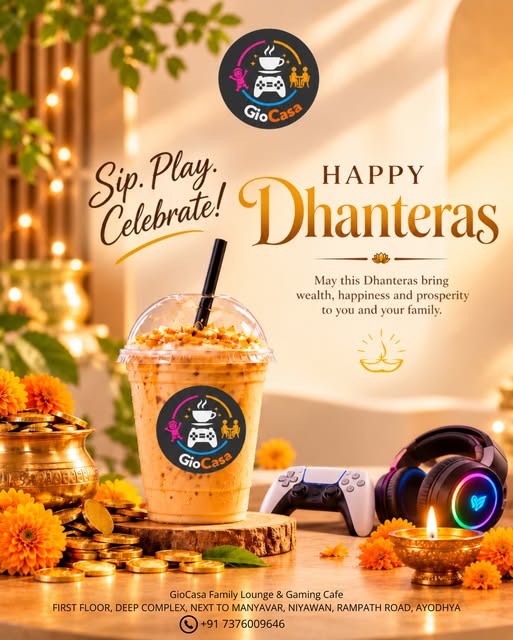 GioCasa
Sip. Play.
Celebrate!
HAPPY
Dhanteras
May this Dhanteras bring
wealth, happiness and prosperity
to you and your family.
GioCasa
GioCasa Family Lounge & Gaming Cafe
FIRST FLOOR, DEEP COMPLEX, NEXT TO MANYAVAR, NIYAWAN, RAMPATH ROAD, AYODHYA
+91 7376009646